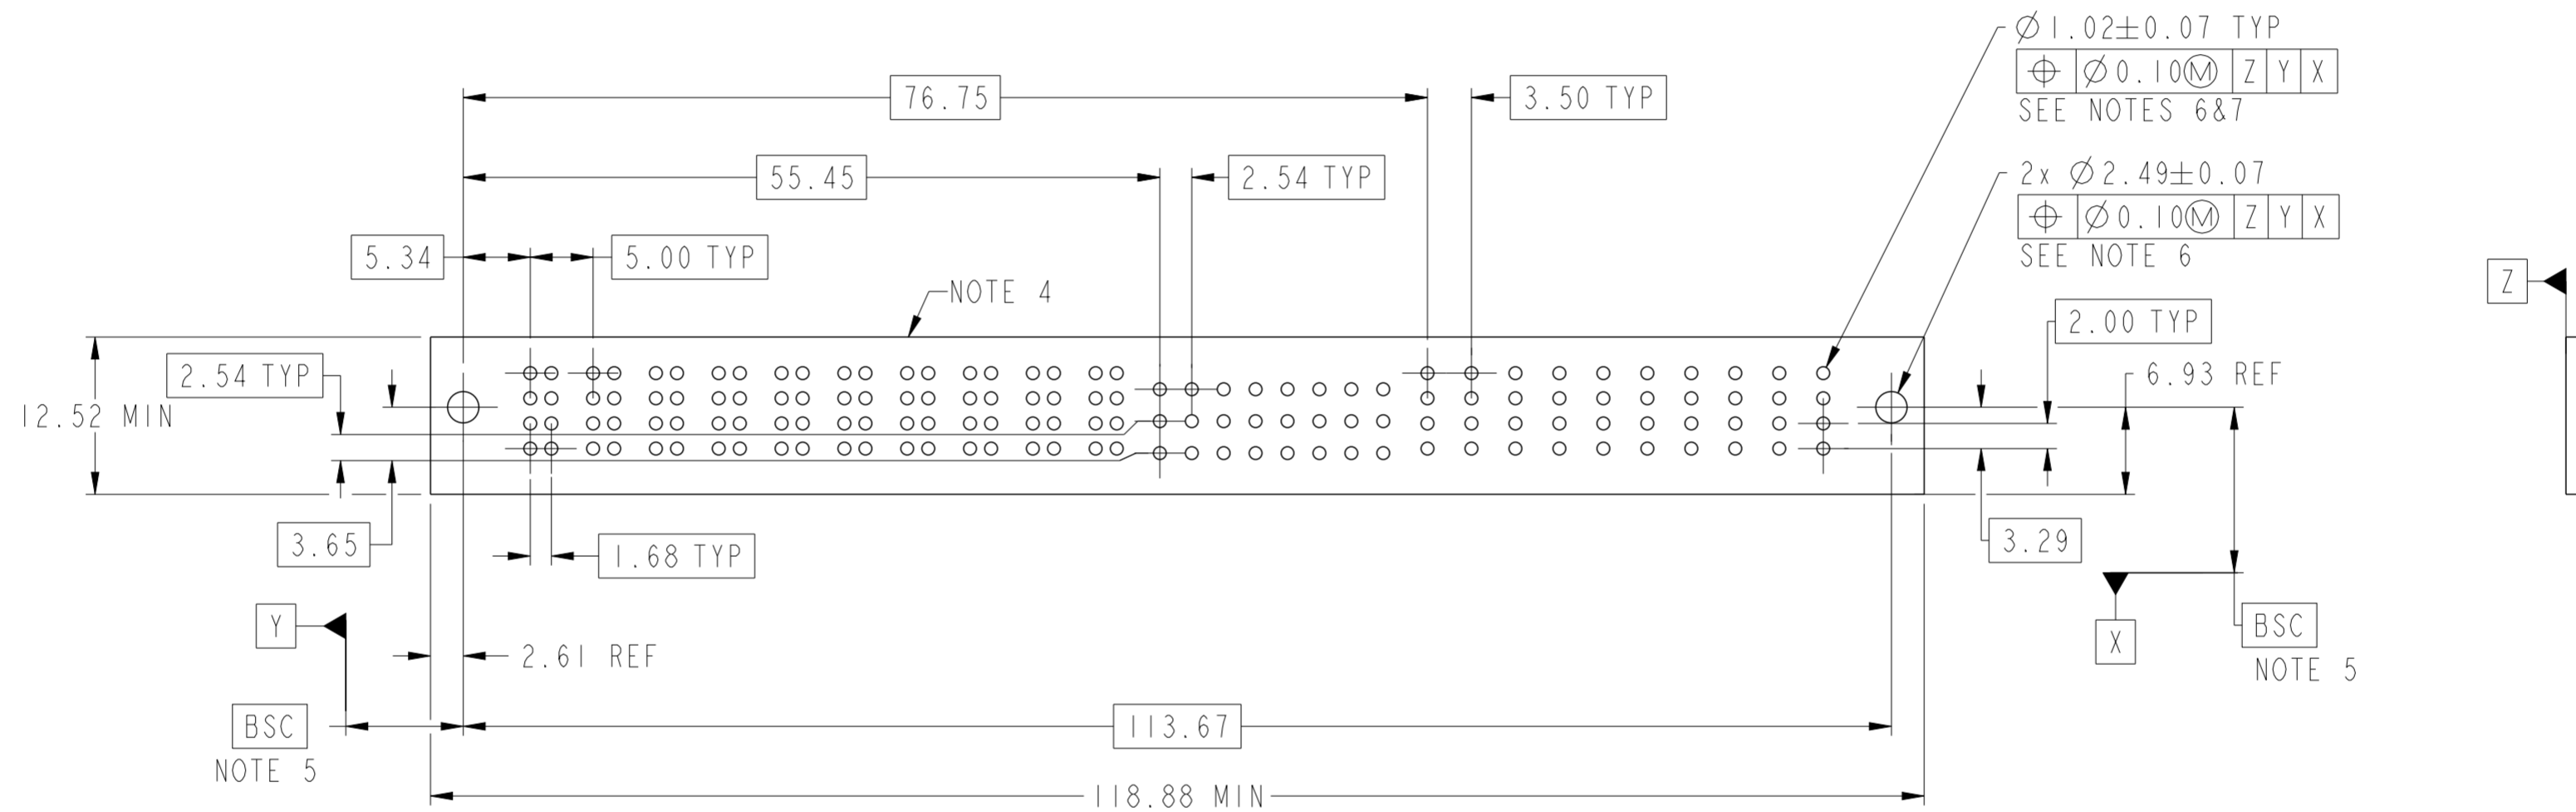 Ø1.02±0.07 TYP
⌖ Ø0.10Ⓜ Z Y X
SEE NOTES 6&7
76.75
3.50 TYP
55.45
2.54 TYP
2x Ø2.49±0.07
⌖ Ø0.10Ⓜ Z Y X
SEE NOTE 6
5.34
5.00 TYP
NOTE 4
Z
2.00 TYP
2.54 TYP
6.93 REF
12.52 MIN
3.65
1.68 TYP
3.29
Y
X
BSC
NOTE 5
2.61 REF
BSC
NOTE 5
113.67
118.88 MIN